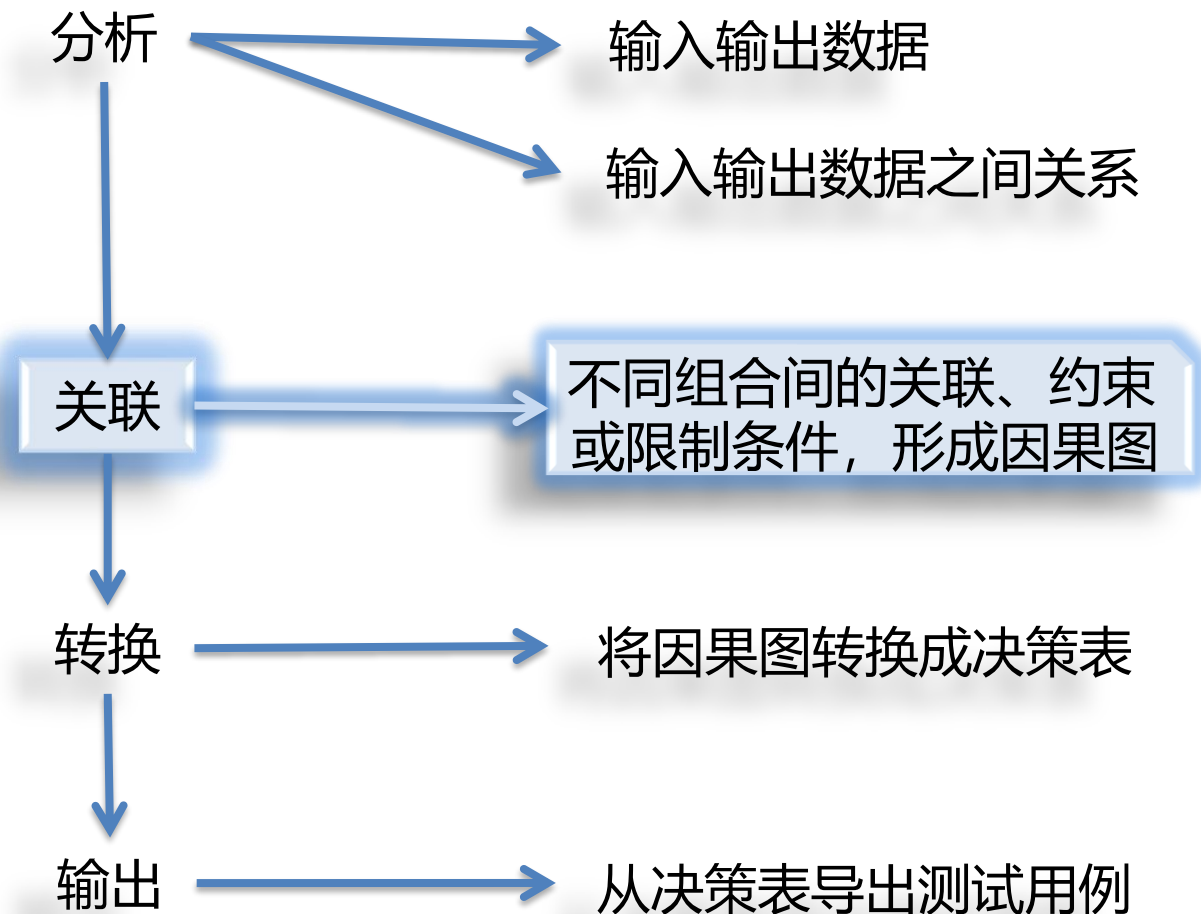 分析
输入输出数据
输入输出数据之间关系
关联
不同组合间的关联、约束
或限制条件，形成因果图
转换
将因果图转换成决策表
输出
从决策表导出测试用例